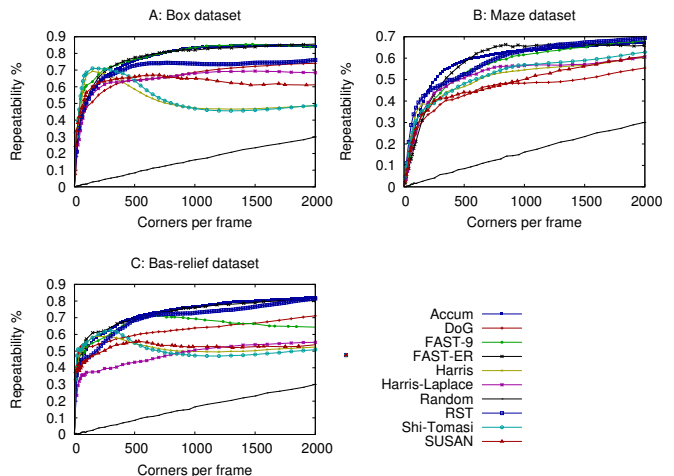 A: Box dataset
Repeatability %
0.9
0.8
0.7
0.6
0.5
0.4
0.3
0.2
0.1
0
0 500 1000 1500 2000
Corners per frame
B: Maze dataset
Repeatability %
0.7
0.6
0.5
0.4
0.3
0.2
0.1
0
0 500 1000 1500 2000
Corners per frame
C: Bas-relief dataset
Repeatability %
0.9
0.8
0.7
0.6
0.5
0.4
0.3
0.2
0.1
0
0 500 1000 1500 2000
Corners per frame
Accum
DoG
FAST-9
FAST-ER
Harris
Harris-Laplace
Random
RST
Shi-Tomasi
SUSAN